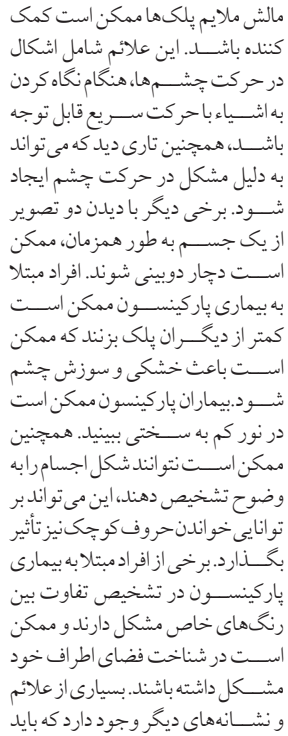 مالش ملایم پلک‌ها ممکن است کمک
کننده باشد. این علائم شامل اشکال
در حرکت چشم‌ها، هنگام نگاه کردن
به اشیاء با حرکت سریع قابل توجه
باشد، همچنین تاری دید که می‌تواند
به دلیل مشکل در حرکت چشم ایجاد
شود. برخی دیگر با دیدن دو تصویر
از یک جسم به طور همزمان، ممکن
است دچار دوبینی شوند. افراد مبتلا
به بیماری پارکینسون ممکن است
کمتر از دیگران پلک بزنند که ممکن
است باعث خشکی و سوزش چشم
شود.بیماران پارکینسون ممکن است
در نور کم به سختی ببینید. همچنین
ممکن است نتوانند شکل اجسام را به
وضوح تشخیص دهند، این می‌تواند بر
توانایی خواندن حروف کوچک نیز تأثیر
بگذارد. برخی از افراد مبتلا به بیماری
پارکینسون در تشخیص تفاوت بین
رنگ‌های خاص مشکل دارند و ممکن
است در شناخت فضای اطراف خود
مشکل داشته باشند. بسیاری از علائم
و نشانه‌های دیگر وجود دارد که باید